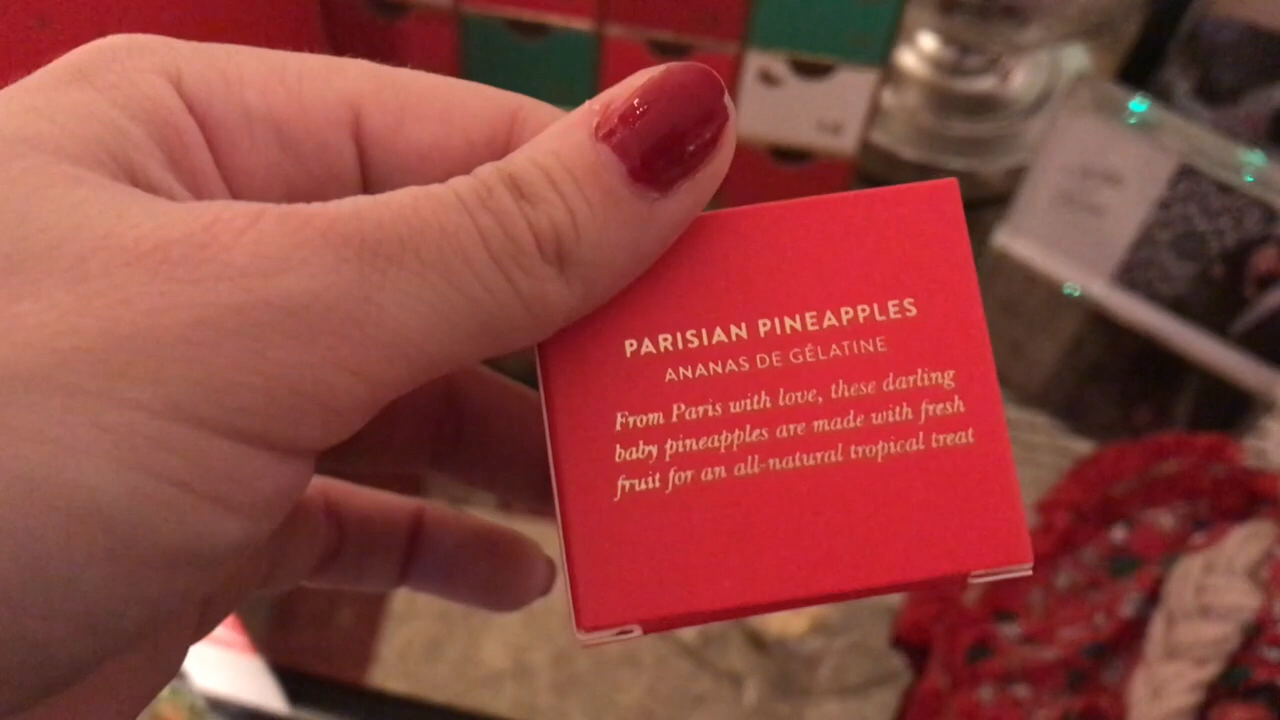 PARISIAN PINEAPPLES
ANANAS DE GÉLATINE
From Paris with love, these darling
baby pineapples are made with fresh
fruit for an all-natural tropical treat